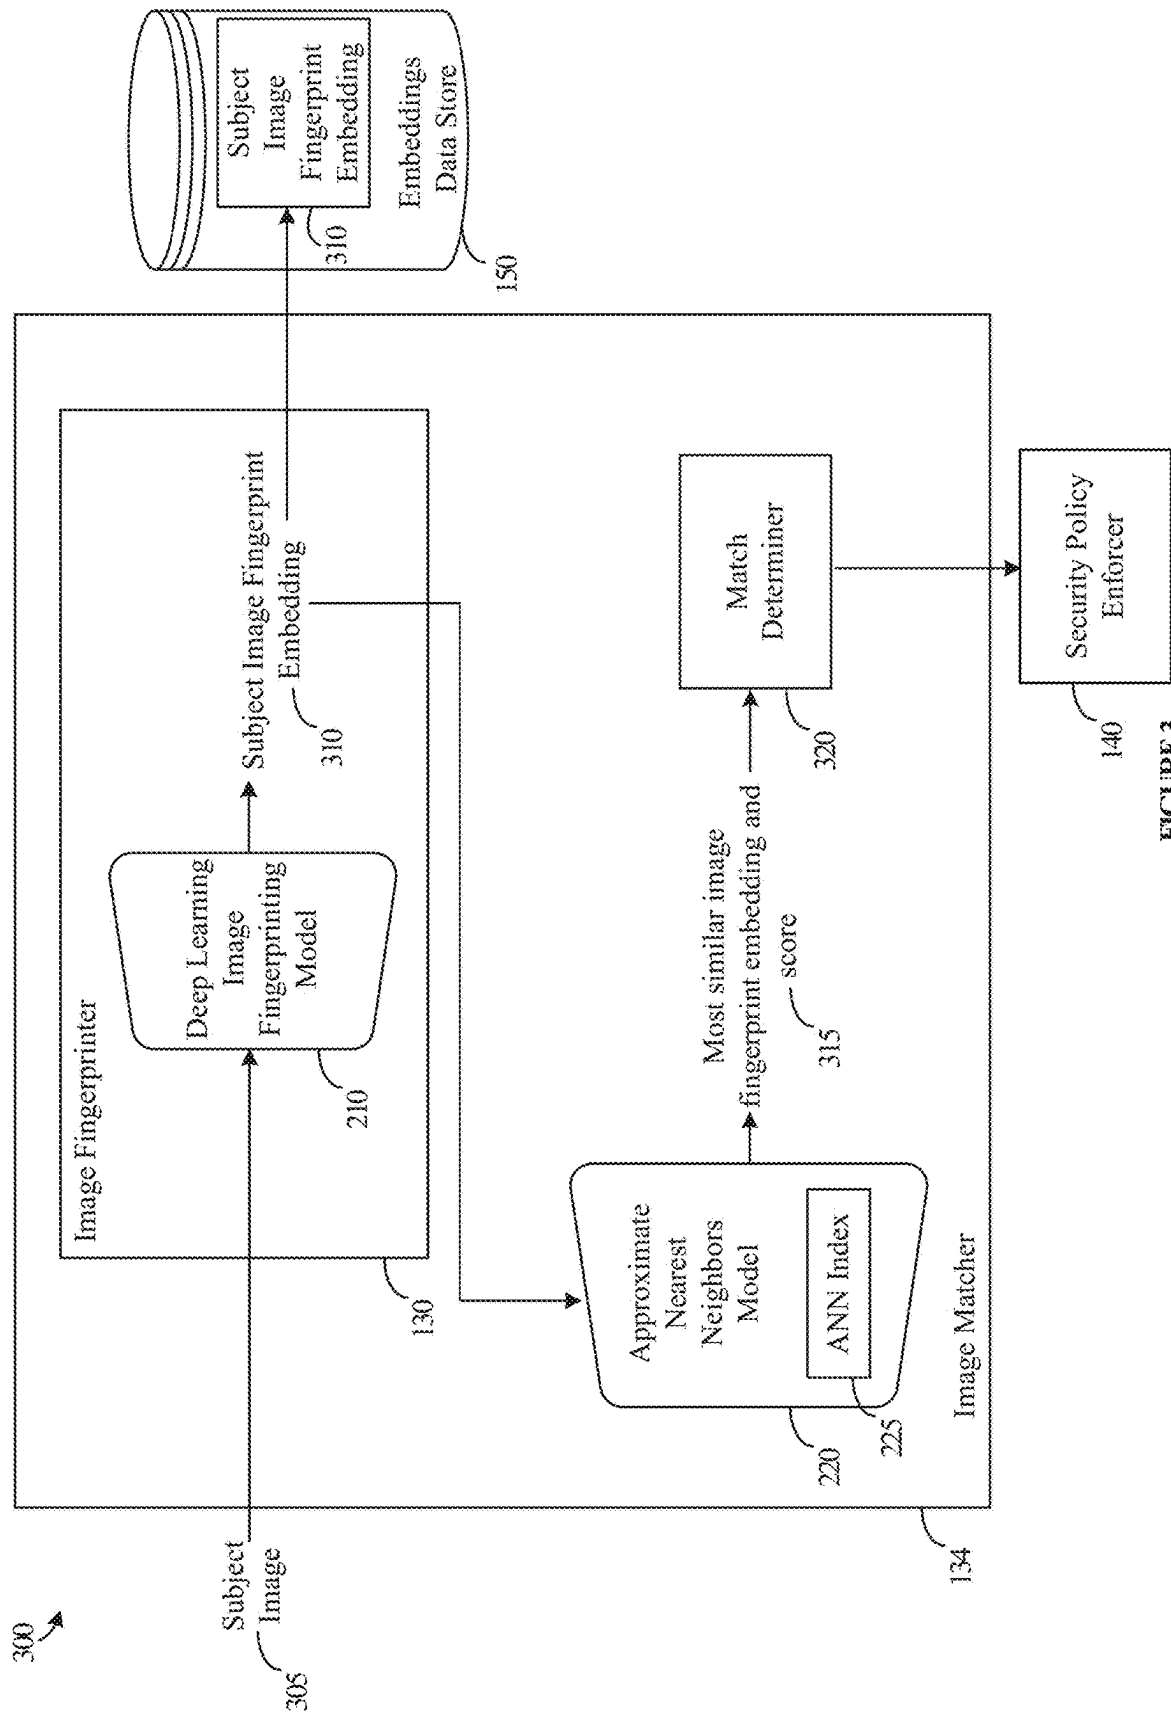 300
Subject
Image
305
134
Image Matcher
Image Fingerprinter
130
Deep Learning
Image
Fingerprinting
Model
210
Subject Image Fingerprint
Embedding
310
Subject
Image
Fingerprint
Embedding
310
Embeddings
Data Store
150
Approximate
Nearest
Neighbors
Model
ANN Index
225
220
Most similar image
fingerprint embedding and
score
315
Match
Determiner
320
Security Policy
Enforcer
140
FIGURE 3